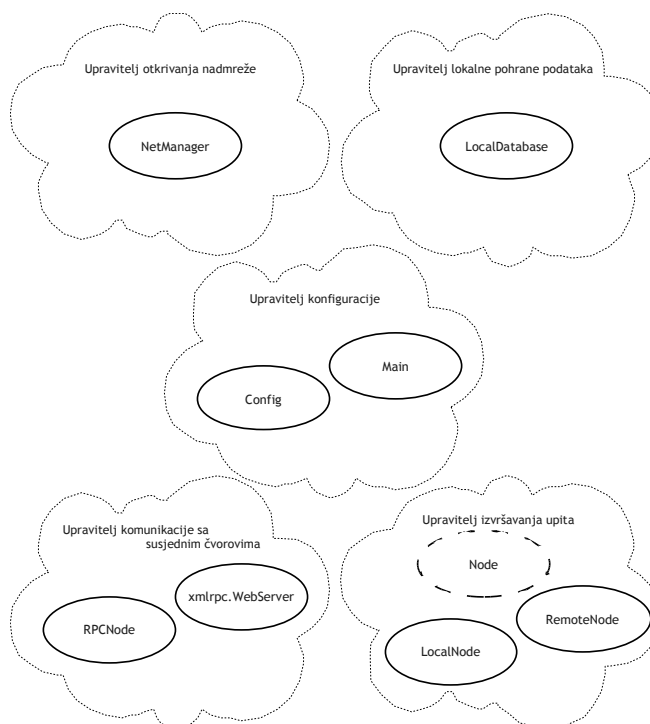 Upravitelj otkrivanja nadmreže
NetManager
Upravitelj lokalne pohrane podataka
LocalDatabase
Upravitelj konfiguracije
Main
Config
Upravitelj komunikacije sa
susjednim čvorovima
xmlrpc.WebServer
RPCNode
Upravitelj izvršavanja upita
Node
RemoteNode
LocalNode